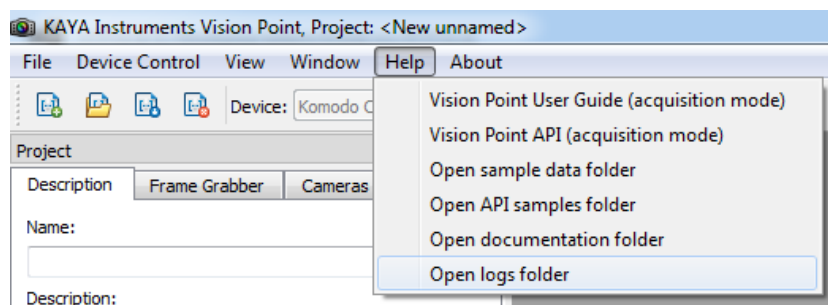 KAYA Instruments Vision Point, Project: <New unnamed>
File Device Control View Window Help About
Device: Komodo
Vision Point User Guide (acquisition mode)
Vision Point API (acquisition mode)
Open sample data folder
Open API samples folder
Open documentation folder
Open logs folder
Project
Description Frame Grabber Cameras
Name:
Description: